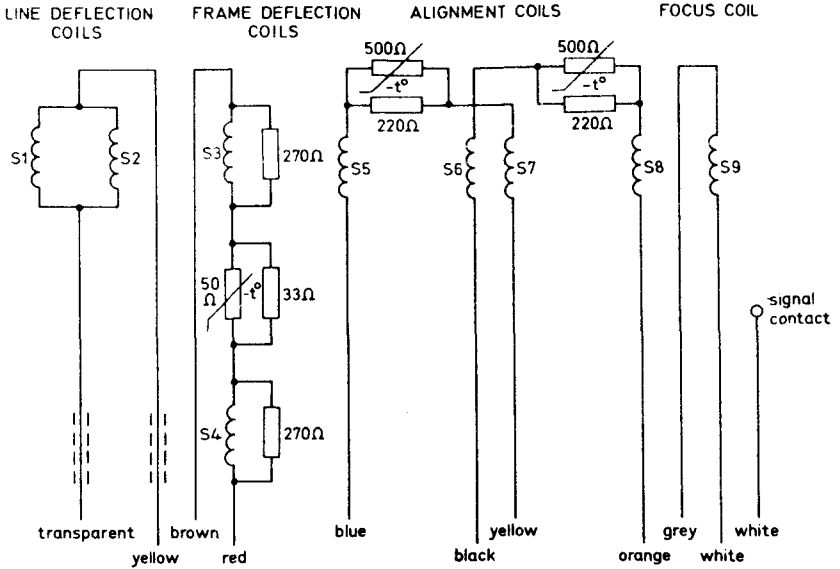 LINE DEFLECTION
COILS
FRAME DEFLECTION
COILS
ALIGNMENT COILS
FOCUS COIL
500Ω
-t°
220Ω
500Ω
-t°
220Ω
S1
S2
S3
270Ω
S5
S6
S7
S8
S9
50
Ω
-t°
33Ω
signal
contact
S4
270Ω
transparent
brown
blue
yellow
grey
white
yellow
red
black
orange
white